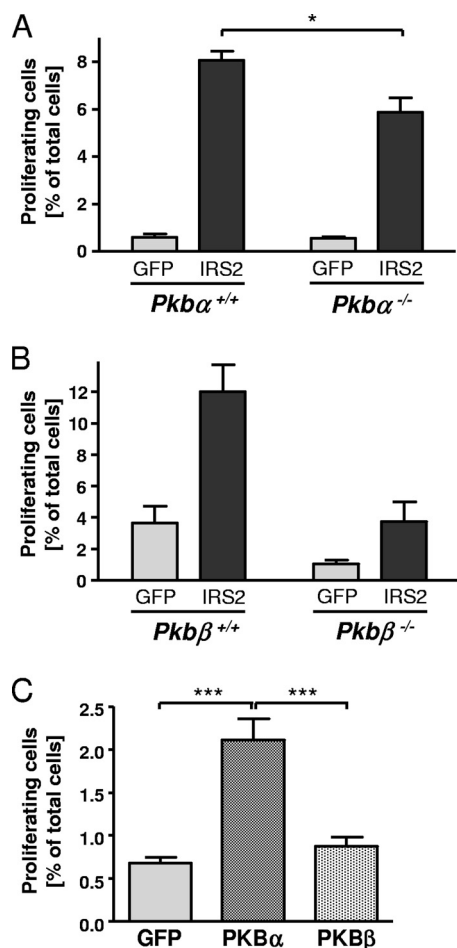 A
Proliferating cells
[% of total cells]
8
6
4
2
0
*
GFP IRS2 GFP IRS2
Pkbα +/+ Pkbα -/-
B
Proliferating cells
[% of total cells]
12
10
8
6
4
2
0
GFP IRS2 GFP IRS2
Pkbβ +/+ Pkbβ -/-
C
Proliferating cells
[% of total cells]
2.5
2.0
1.5
1.0
0.5
0.0
*** ***
GFP PKBα PKBβ